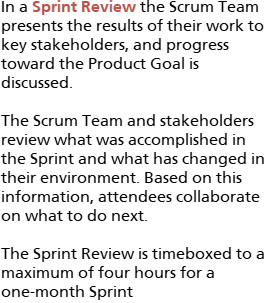 In a Sprint Review the Scrum Team
presents the results of their work to
key stakeholders, and progress
toward the Product Goal is
discussed.
The Scrum Team and stakeholders
review what was accomplished in
the Sprint and what has changed in
their environment. Based on this
information, attendees collaborate
on what to do next.
The Sprint Review is timeboxed to a
maximum of four hours for a
one-month Sprint